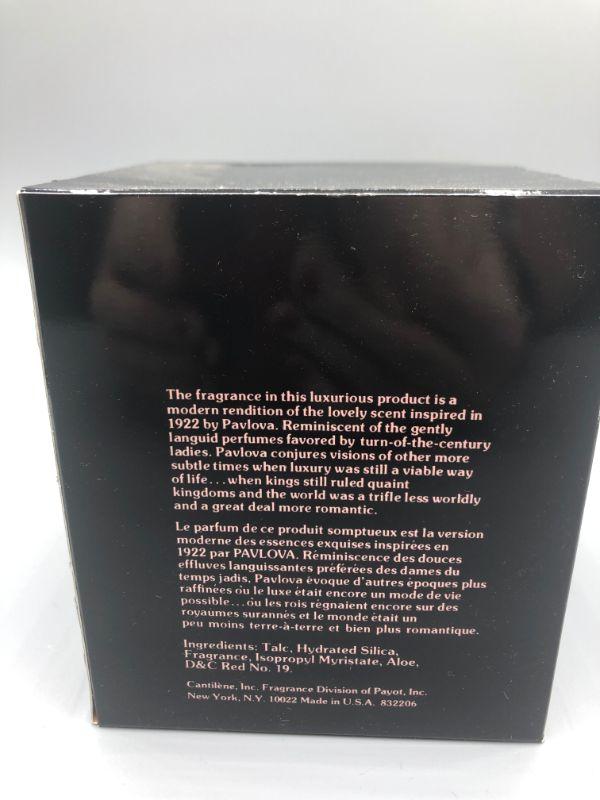 The fragrance in this luxurious product is a
modern rendition of the lovely scent inspired in
1922 by Pavlova. Reminiscent of the gently
languid perfumes favored by turn-of-the-century
ladies. Pavlova conjures visions of other more
subtle times when luxury was still a viable way
of life...when kings still ruled quaint
kingdoms and the world was a trifle less worldly
and a great deal more romantic.
Le parfum de ce produit somptueux est la version
moderne des essences exquises inspirées en
1922 par PAVLOVA. Réminiscence des douces
effluves languissantes préférées des dames du
temps jadis, Pavlova évoque d'autres époques plus
raffinées où le luxe était encore un mode de vie
possible...où les rois régnaient encore sur des
royaumes surannés et le monde était un
peu moins terre-à-terre et bien plus romantique.
Ingredients: Talc, Hydrated Silica,
Fragrance, Isopropyl Myristate, Aloe,
D&C Red No. 19.
Cantilène, Inc. Fragrance Division of Payot, Inc.
New York, N.Y. 10022 Made in U.S.A. 832206